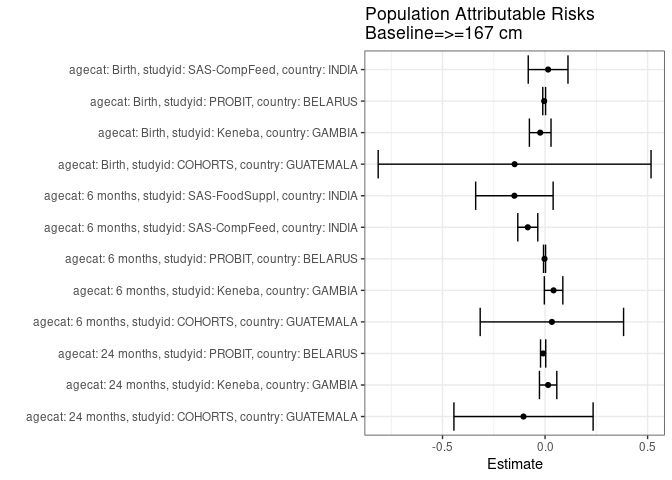 Population Attributable Risks
Baseline=>=167 cm
agecat: Birth, studyid: SAS-CompFeed, country: INDIA
agecat: Birth, studyid: PROBIT, country: BELARUS
agecat: Birth, studyid: Keneba, country: GAMBIA
agecat: Birth, studyid: COHORTS, country: GUATEMALA
agecat: 6 months, studyid: SAS-FoodSuppl, country: INDIA
agecat: 6 months, studyid: SAS-CompFeed, country: INDIA
agecat: 6 months, studyid: PROBIT, country: BELARUS
agecat: 6 months, studyid: Keneba, country: GAMBIA
agecat: 6 months, studyid: COHORTS, country: GUATEMALA
agecat: 24 months, studyid: PROBIT, country: BELARUS
agecat: 24 months, studyid: Keneba, country: GAMBIA
agecat: 24 months, studyid: COHORTS, country: GUATEMALA
-0.5 0.0 0.5
Estimate